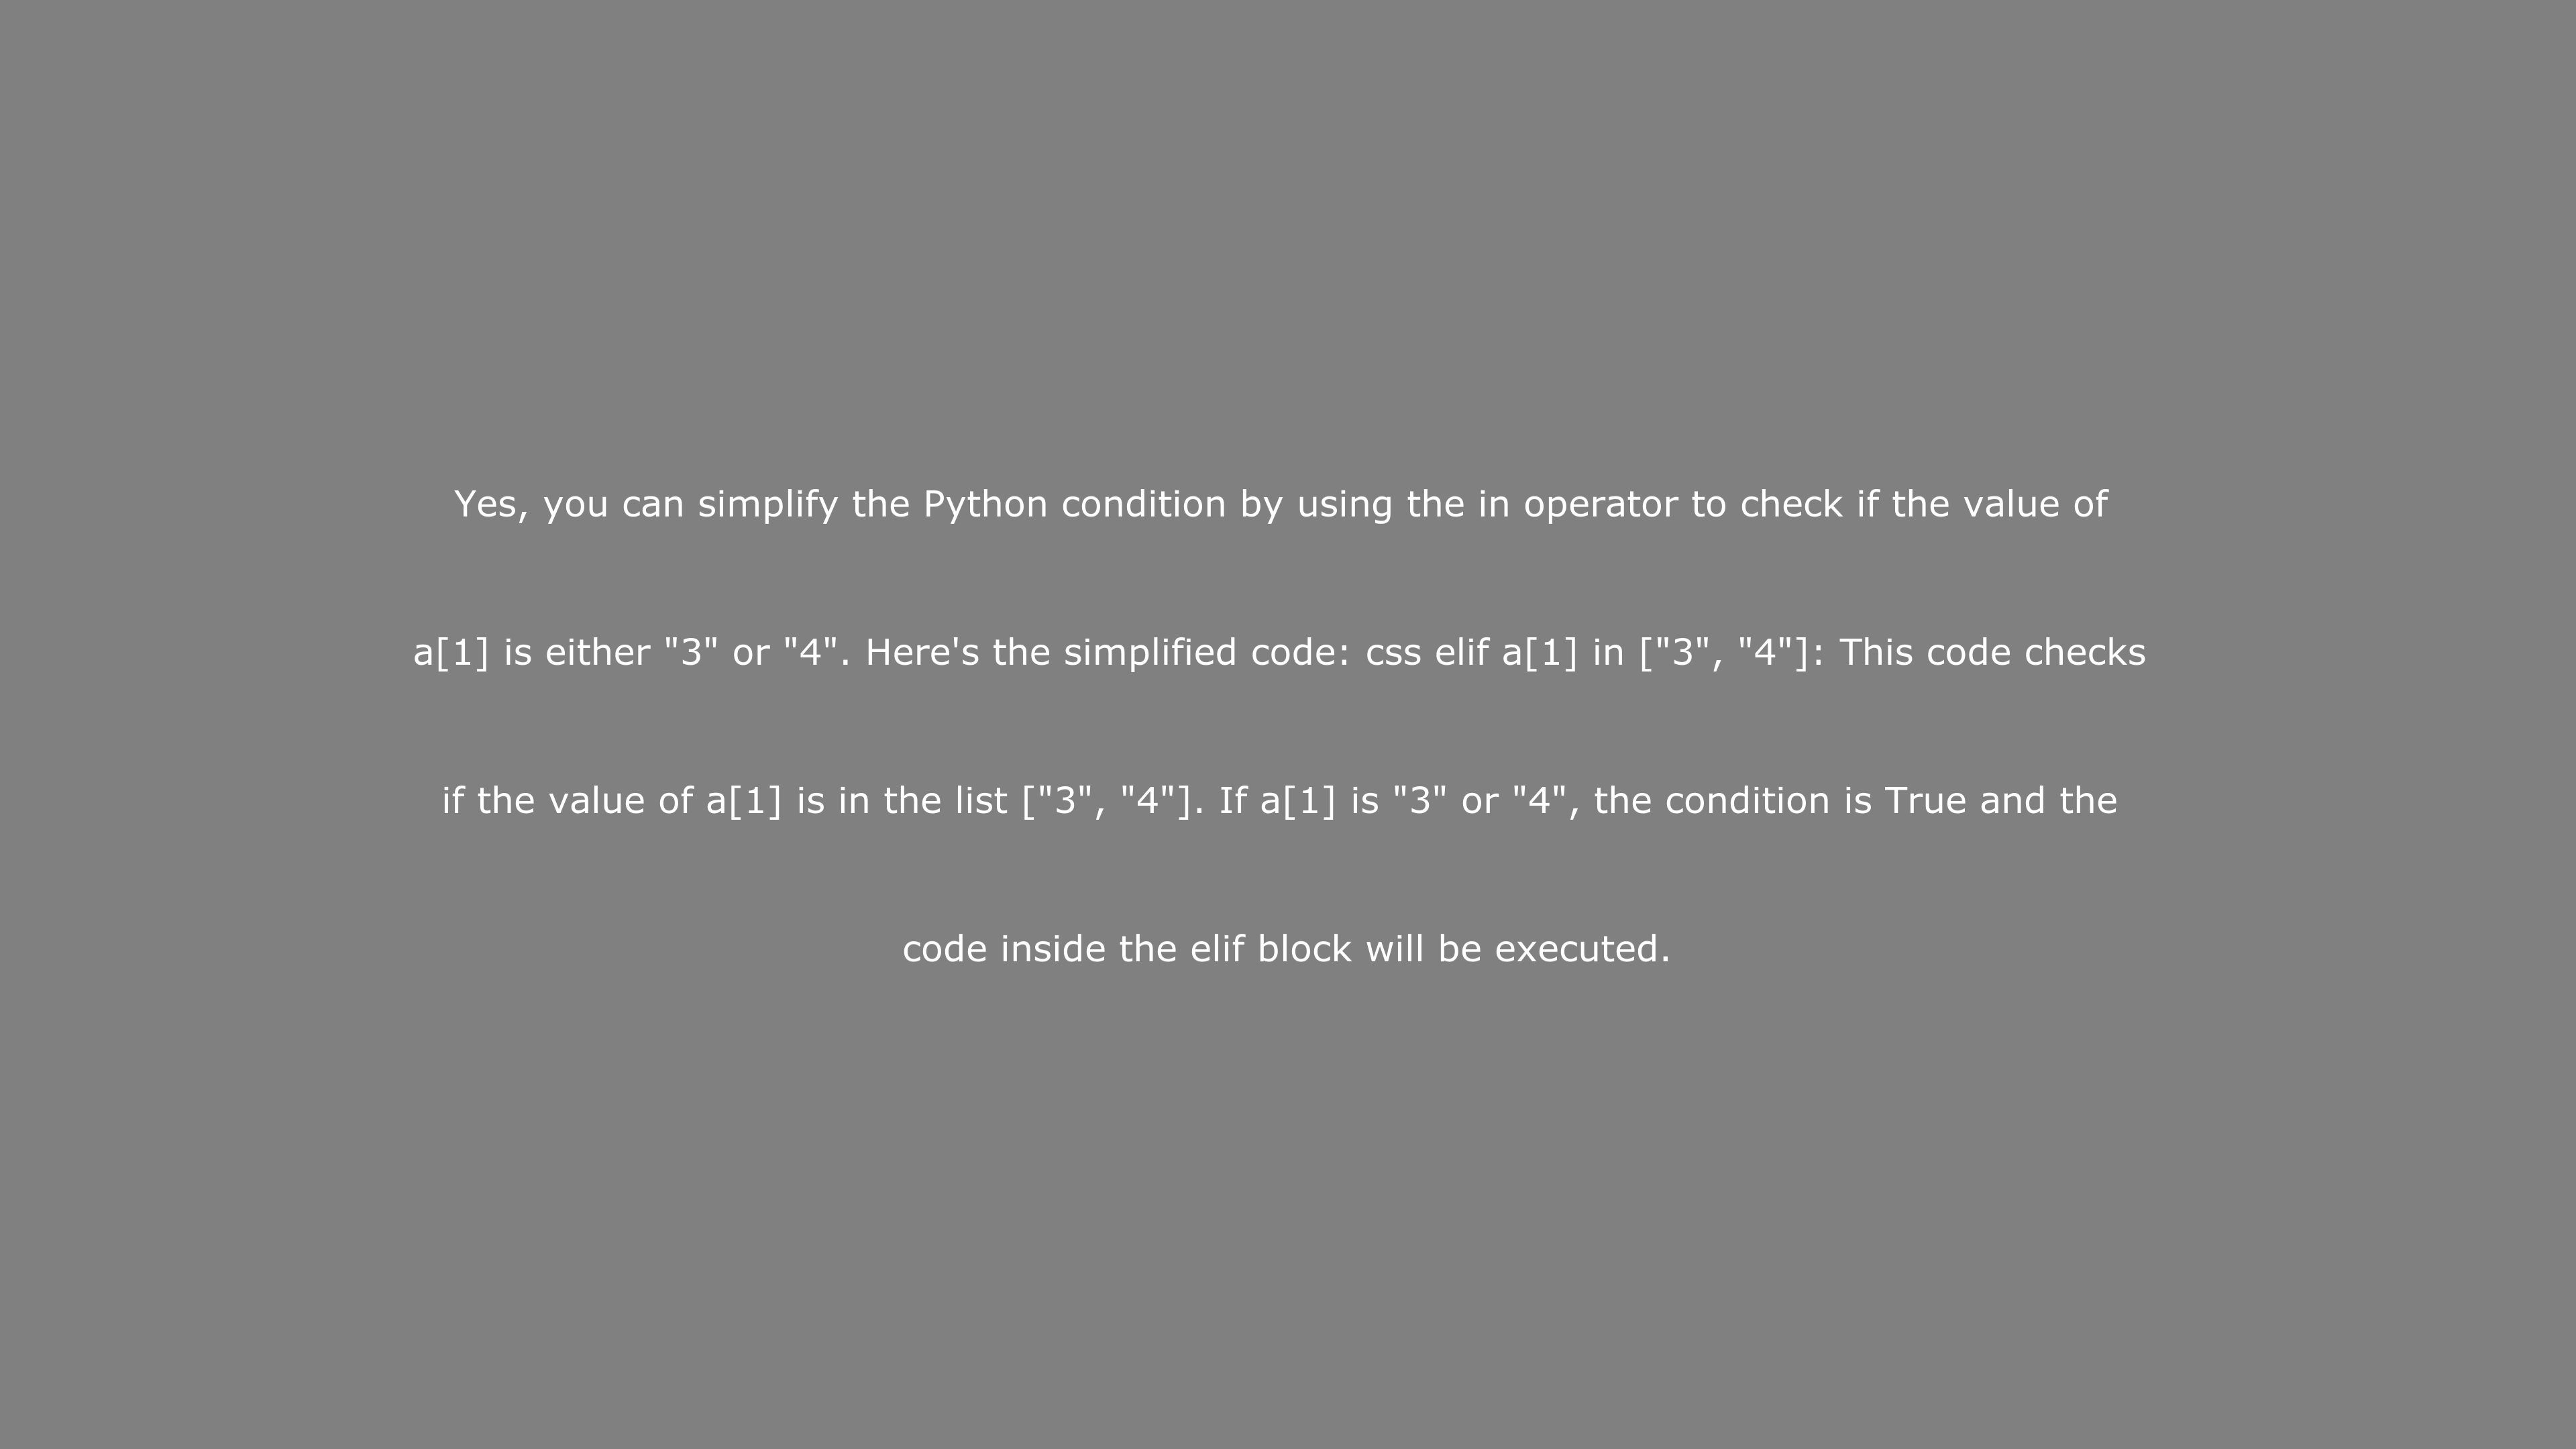 Yes, you can simplify the Python condition by using the in operator to check if the value of
a[1] is either "3" or "4". Here's the simplified code: css elif a[1] in ["3", "4"]: This code checks
if the value of a[1] is in the list ["3", "4"]. If a[1] is "3" or "4", the condition is True and the
code inside the elif block will be executed.